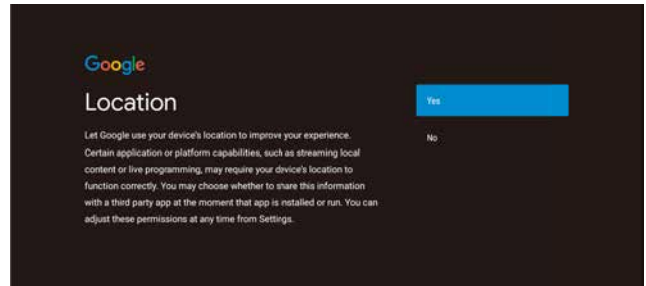 Google
Location
Let Google use your device's location to improve your experience.
Certain application or platform capabilities, such as streaming local
content or live programming, may require your device's location to
function correctly. You may choose whether to share this information
with a third party app at the moment that app is installed or run. You can
adjust these permissions at any time from Settings.
Yes
No